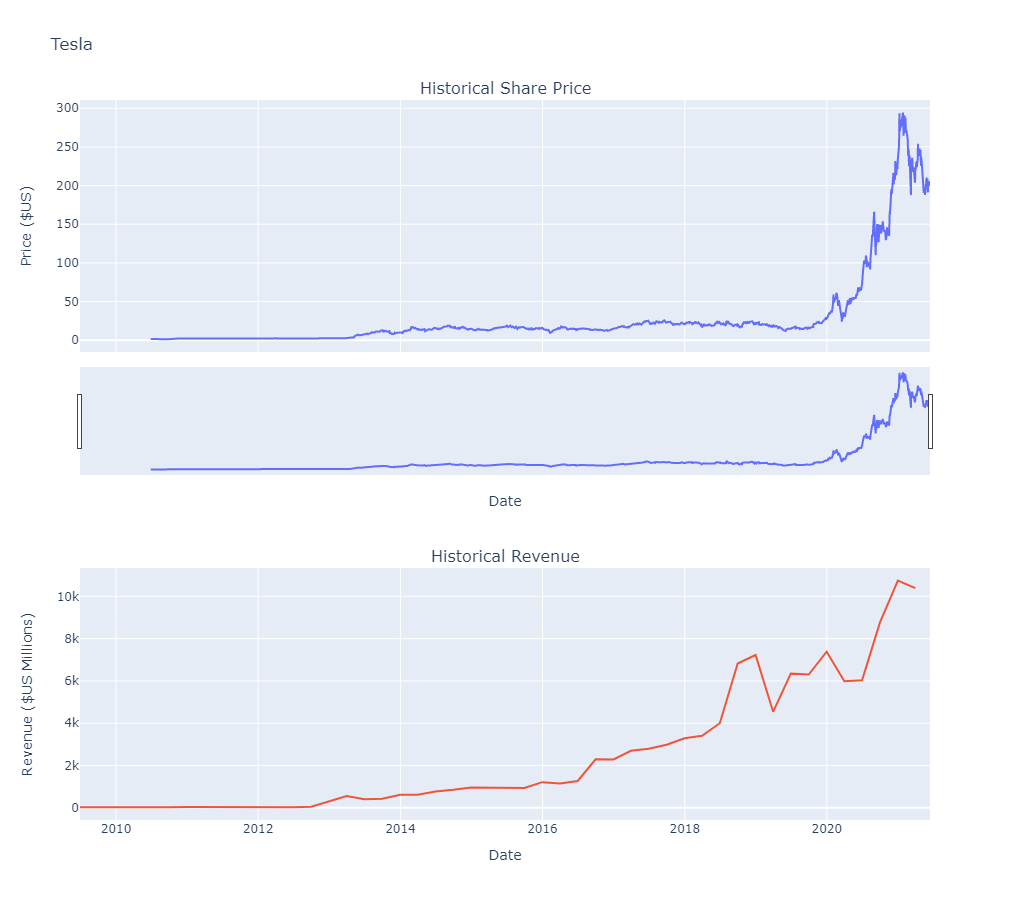 Tesla
Historical Share Price
300
250
200
150
100
50
0
Price ($US)
Date
Historical Revenue
10k
8k
6k
4k
2k
0
Revenue ($US Millions)
2010 2012 2014 2016 2018 2020
Date